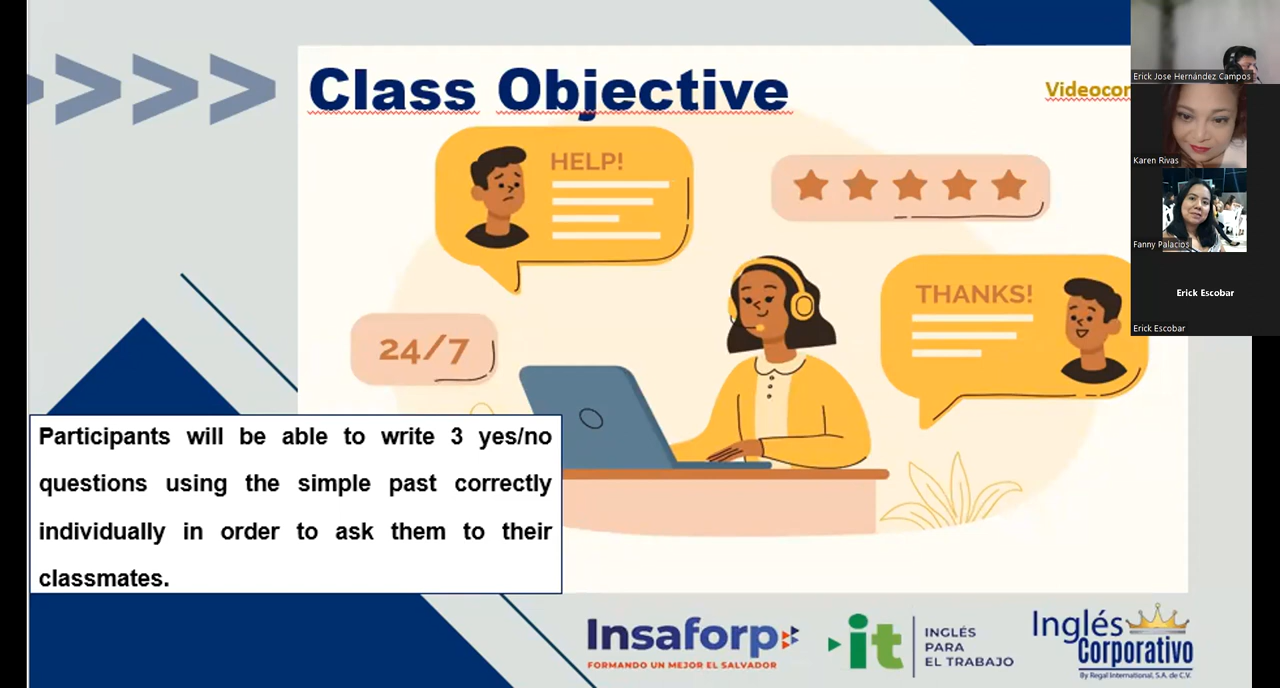 Class Objective
Videocor
HELP!
THANKS!
24/7
Participants will be able to write 3 yes/no
questions using the simple past correctly
individually in order to ask them to their
classmates.
Insaforp
FORMANDO UN MEJOR EL SALVADOR
it
INGLÉS
PARA
EL TRABAJO
Inglés
Corporativo
By Regal International, S.A. de C.V.
Erick Jose Hernández Campos
Karen Rivas
Fanny Palacios
Erick Escobar
Erick Escobar